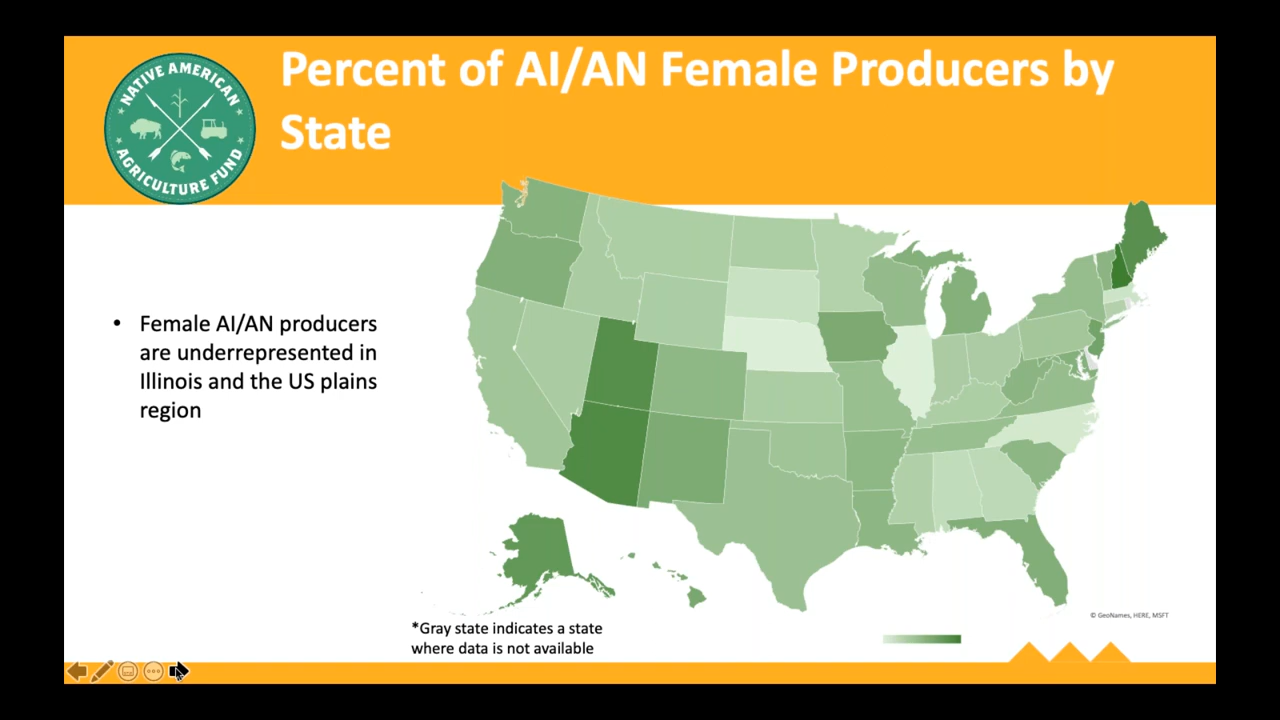 NATIVE AMERICAN
AGRICULTURE FUND
Percent of AI/AN Female Producers by
State
• Female AI/AN producers
are underrepresented in
Illinois and the US plains
region
© GeoNames, HERE, MSFT
*Gray state indicates a state
where data is not available